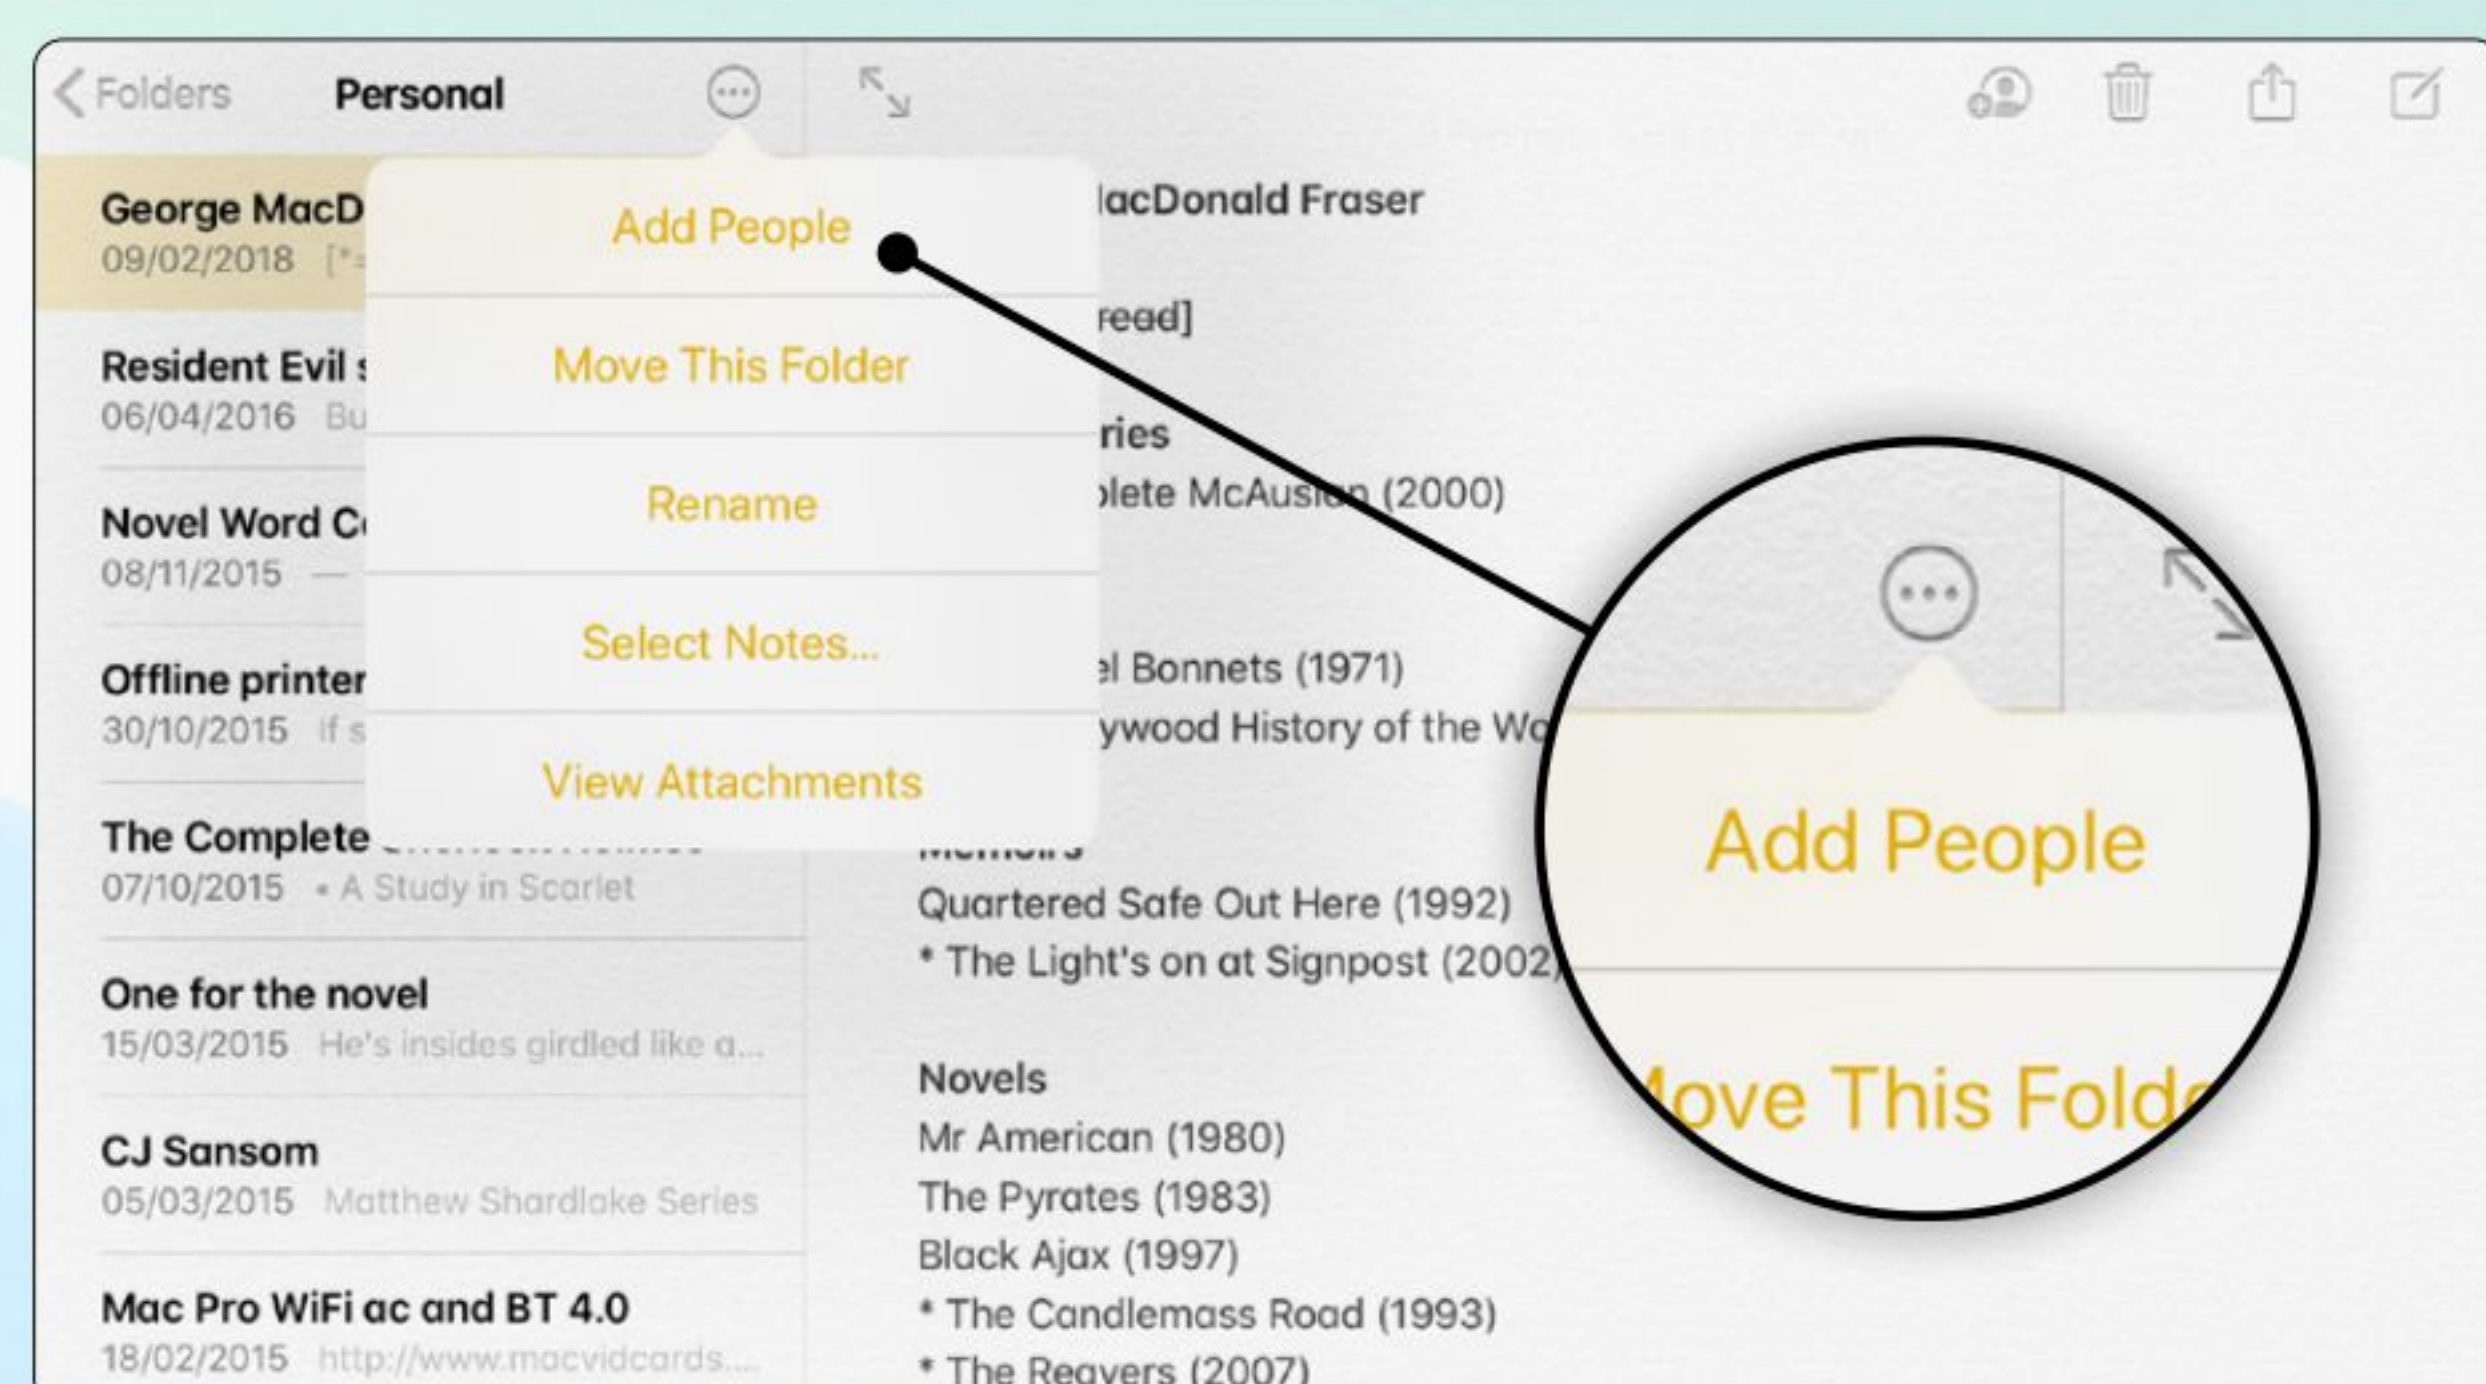 Folders Personal
George MacD
09/02/2018 [*=
Resident Evil s
06/04/2016 Bu
Novel Word Co
08/11/2015 —
Offline printer
30/10/2015 If s
The Complete
07/10/2015 • A Study in Scarlet
One for the novel
15/03/2015 He's insides girdled like a...
CJ Sansom
05/03/2015 Matthew Shardlake Series
Mac Pro WiFi ac and BT 4.0
18/02/2015 http://www.macvidcards....
Add People
Move This Folder
Rename
Select Notes...
View Attachments
acDonald Fraser
read]
ries
plete McAuslan (2000)
el Bonnets (1971)
ywood History of the Wo
Memoirs
Quartered Safe Out Here (1992)
* The Light's on at Signpost (2002)
Novels
Mr American (1980)
The Pyrates (1983)
Black Ajax (1997)
* The Candlemass Road (1993)
* The Reavers (2007)
Add People
Move This Folde